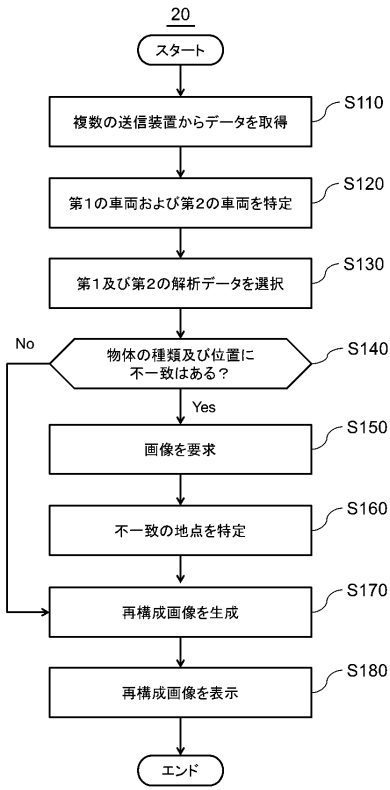 20
スタート
S110
複数の送信装置からデータを取得
S120
第１の車両および第２の車両を特定
S130
第１及び第２の解析データを選択
S140
物体の種類及び位置に
不一致はある？
No
Yes
S150
画像を要求
S160
不一致の地点を特定
S170
再構成画像を生成
S180
再構成画像を表示
エンド